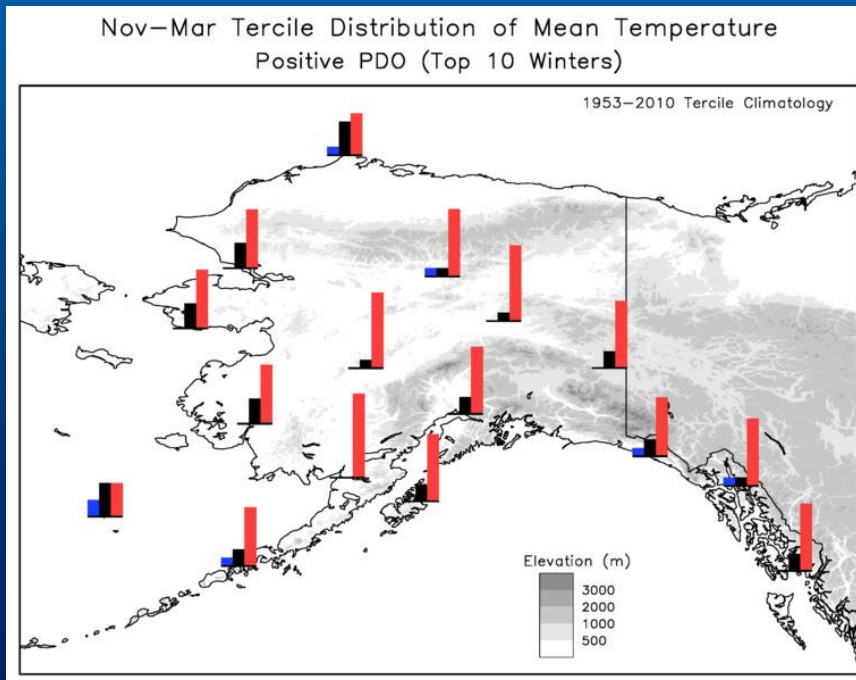 Nov–Mar Tercile Distribution of Mean Temperature
Positive PDO (Top 10 Winters)
1953–2010 Tercile Climatology
Elevation (m)
3000
2000
1000
500